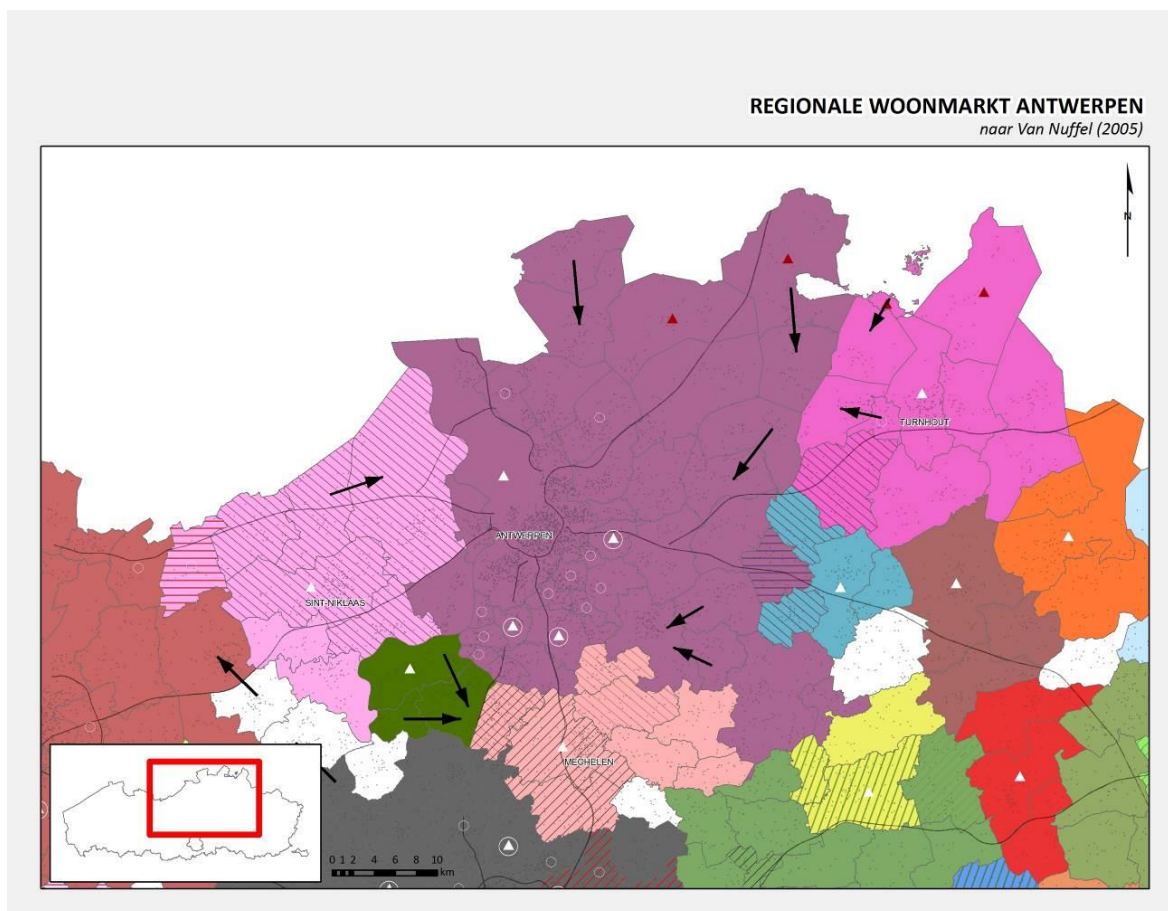 REGIONALE WOONMARKT ANTWERPEN
naar Van Nuffel (2005)
N
TURNHOUT
ANTWERPEN
SINT-NIKLAAS
MECHELEN
0 1 2 4 6 8 10
km